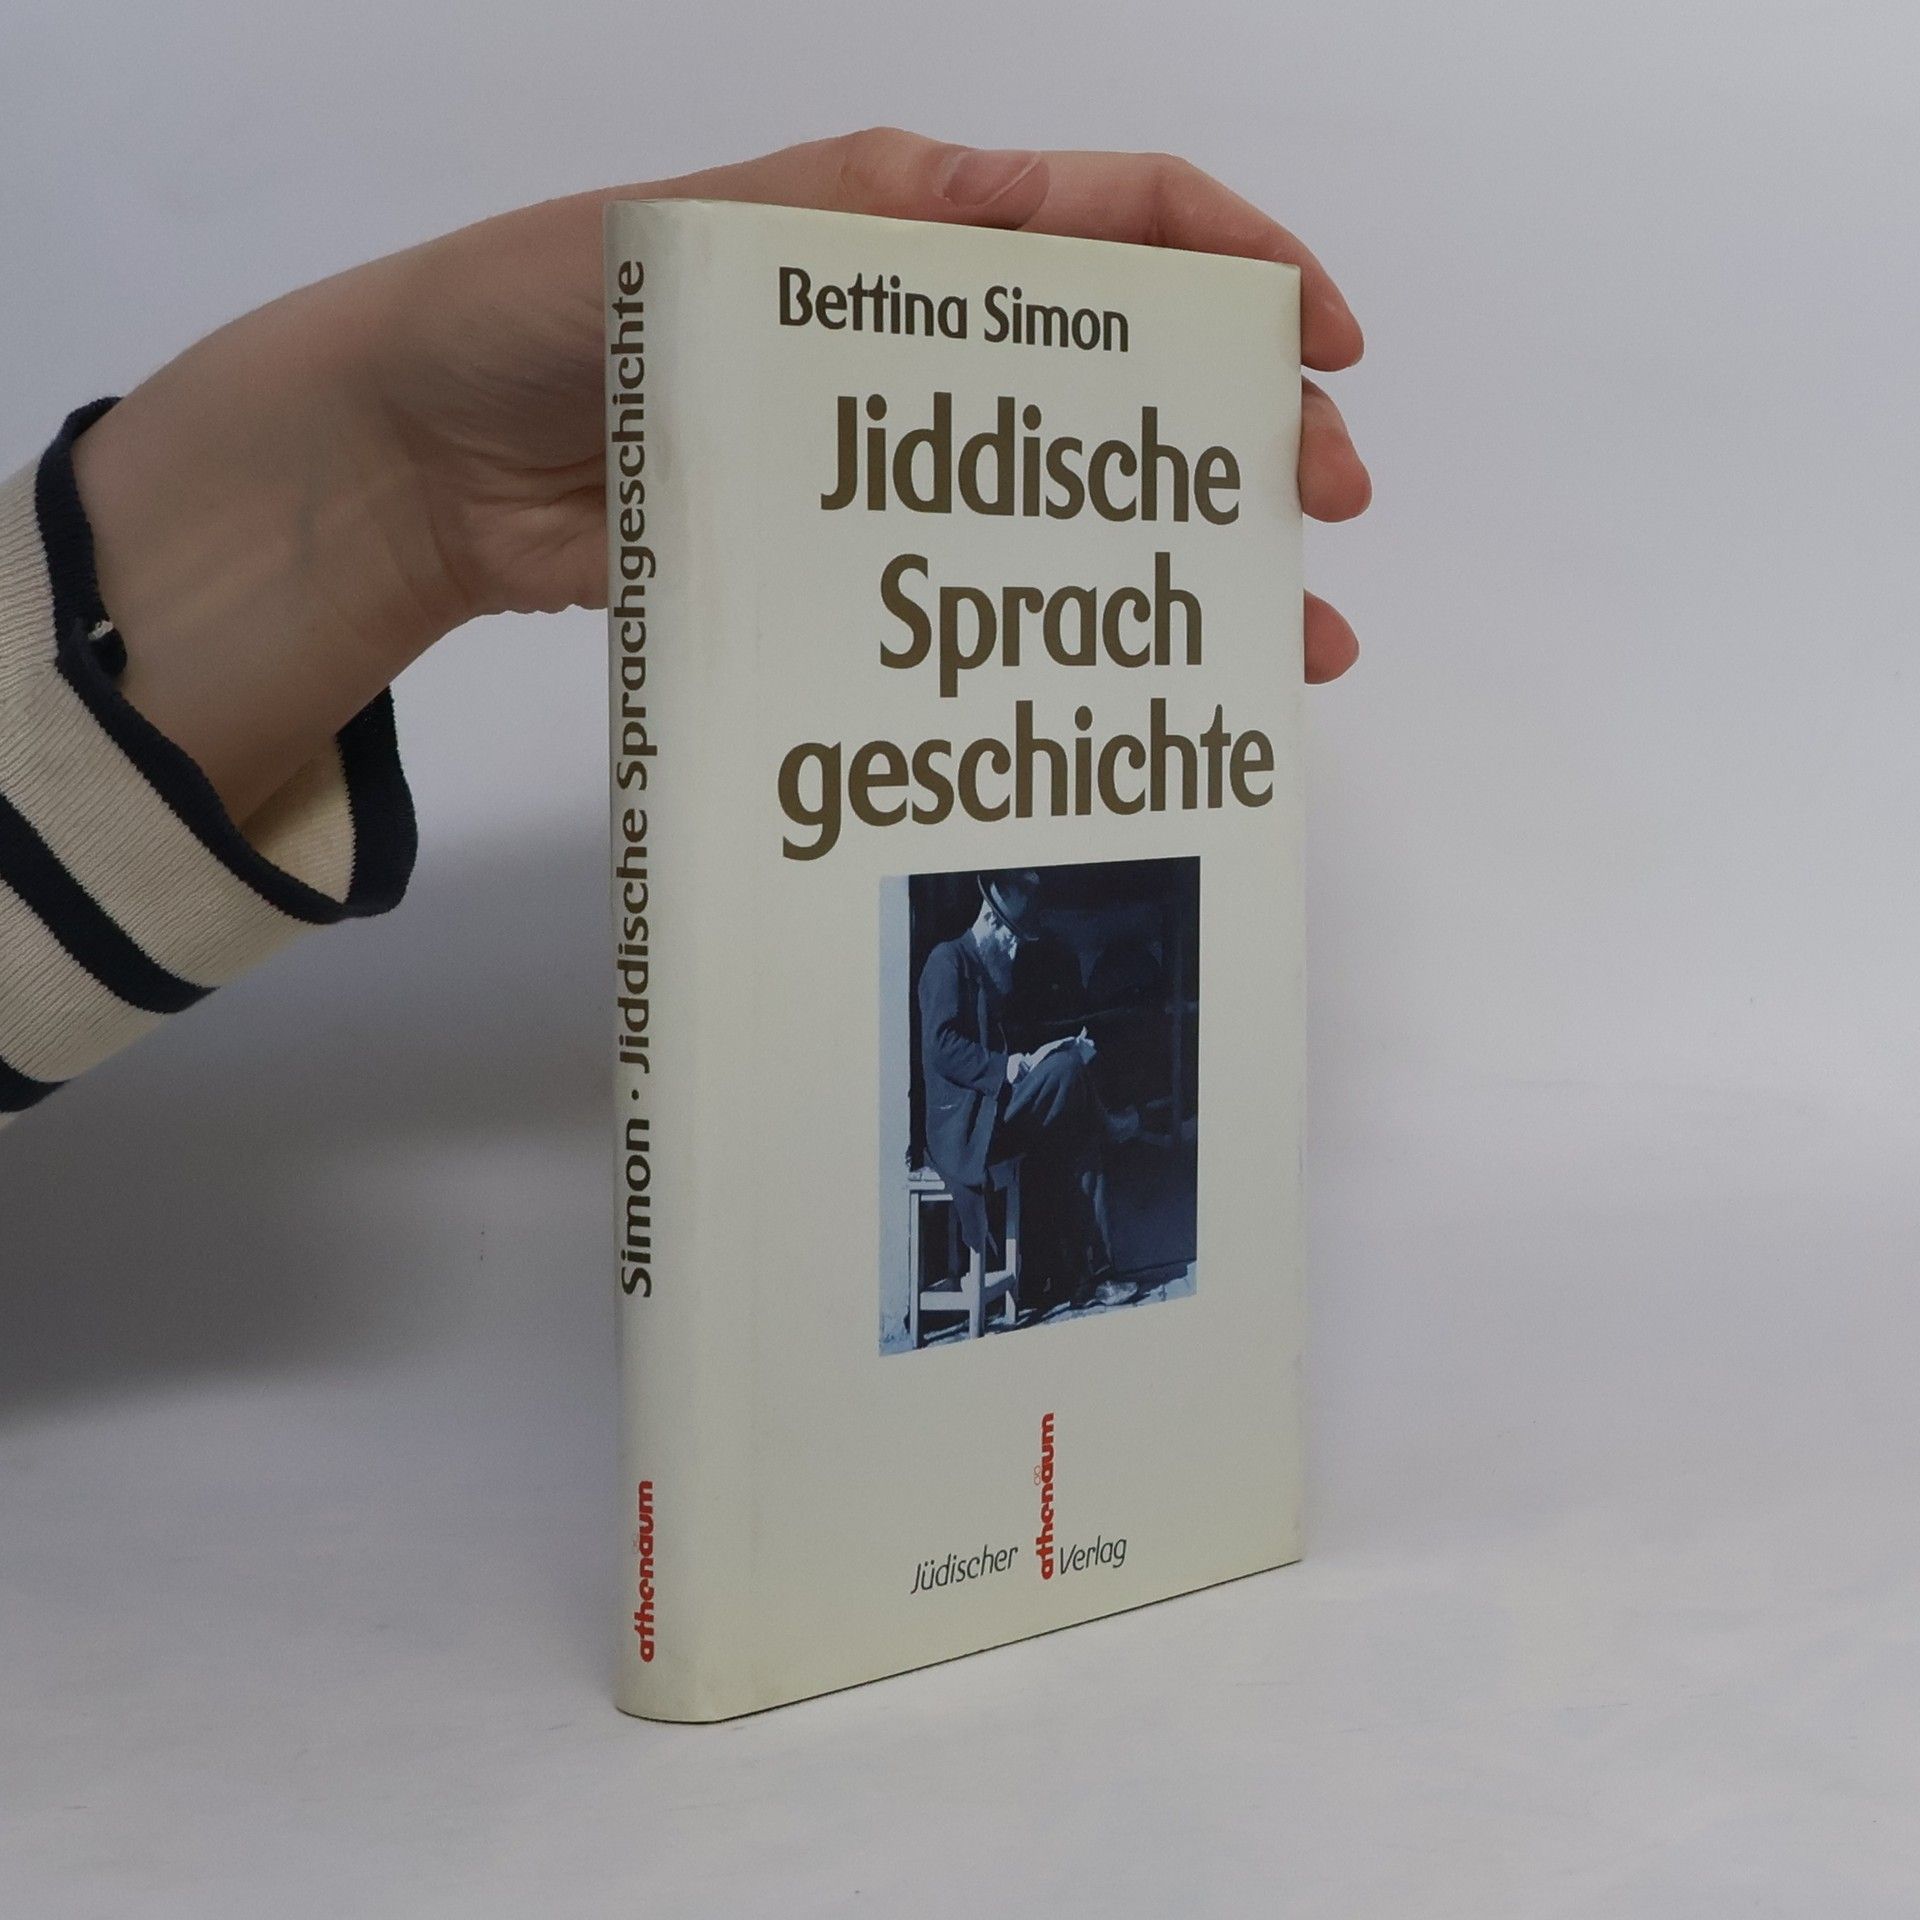 Simon · Jiddische Sprachgeschichte
athenäum
Bettina Simon
Jiddische
Sprach
geschichte
Jüdischer athenäum Verlag